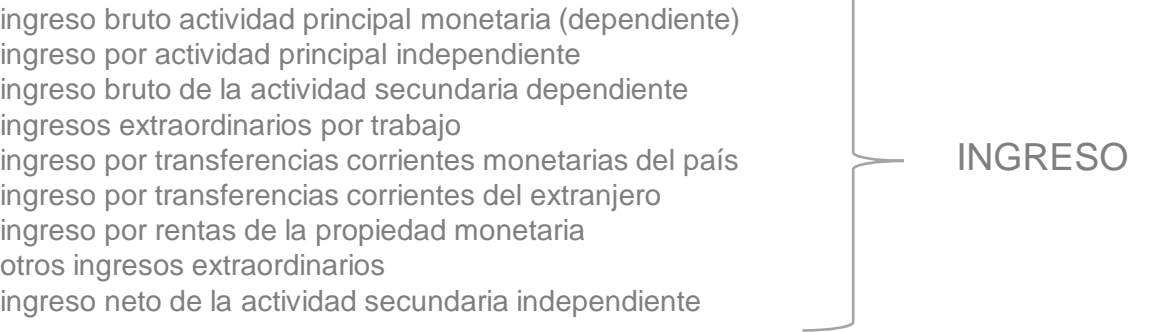 ingreso bruto actividad principal monetaria (dependiente)
ingreso por actividad principal independiente
ingreso bruto de la actividad secundaria dependiente
ingresos extraordinarios por trabajo
ingreso por transferencias corrientes monetarias del país
ingreso por transferencias corrientes del extranjero
ingreso por rentas de la propiedad monetaria
otros ingresos extraordinarios
ingreso neto de la actividad secundaria independiente
INGRESO